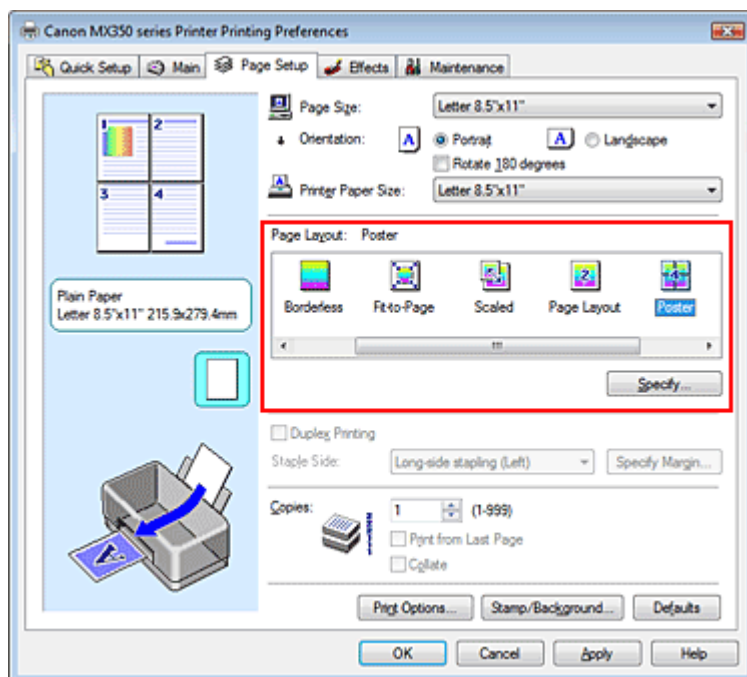 Canon MX350 series Printer Printing Preferences
Quick Setup Main Page Setup Effects Maintenance
1 2
3 4
Plain Paper
Letter 8.5"x11" 215.9x279.4mm
Page Size: Letter 8.5"x11"
Orientation: A Portrait A Landscape
Rotate 180 degrees
Printer Paper Size: Letter 8.5"x11"
Page Layout: Poster
Borderless Fit-to-Page Scaled Page Layout Poster
Specify...
Duplex Printing
Staple Side: Long-side stapling (Left) Specify Margin...
Copies: 1 (1-999)
Print from Last Page
Collate
Print Options... Stamp/Background... Defaults
OK Cancel Apply Help